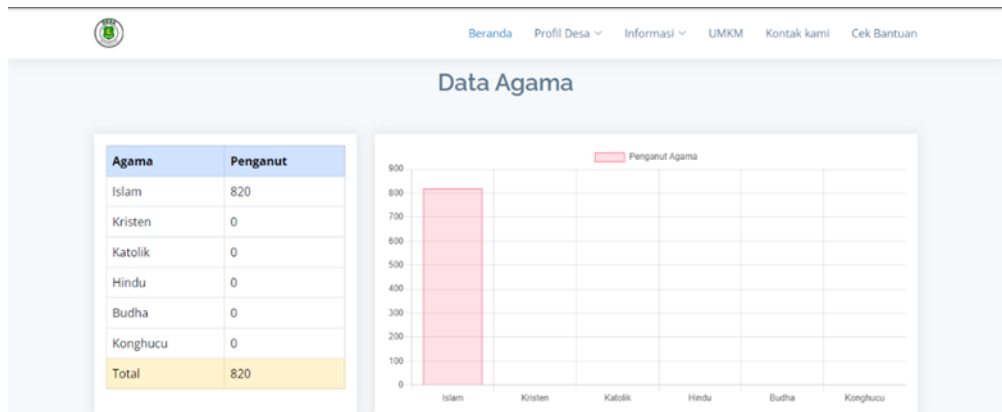 Beranda Profil Desa Informasi UMKM Kontak kami Cek Bantuan
Data Agama
Agama Penganut
Islam 820
Kristen 0
Katolik 0
Hindu 0
Budha 0
Konghucu 0
Total 820
Penganut Agama
900
800
700
600
500
400
300
200
100
0
Islam Kristen Katolik Hindu Budha Konghucu